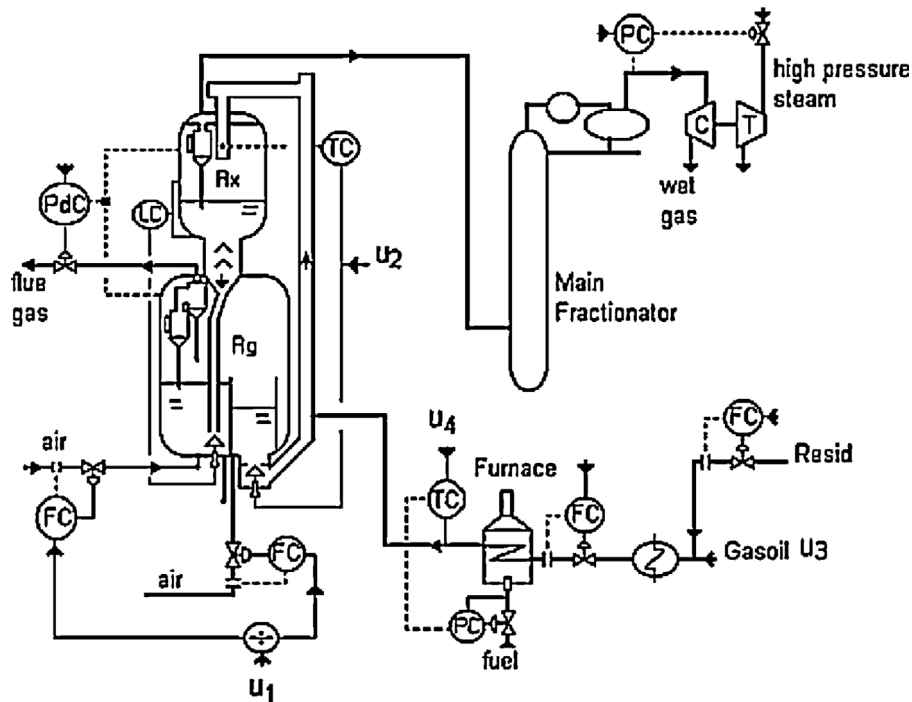 PC
high pressure
steam
C
T
wet
gas
Rx
TC
PdC
LC
u2
flue
gas
Main
Fractionator
Rg
u4
FC
air
Furnace
Resid
TC
FC
FC
Gasoil u3
FC
air
PC
fuel
÷
u1